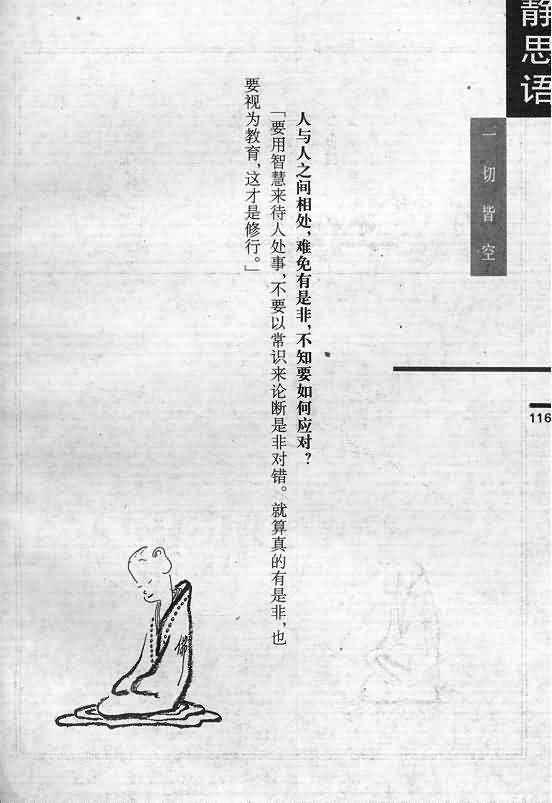 静思语
一切皆空
116
人与人之间相处，难免有是非，不知要如何应对？
「要用智慧来待人处事，不要以常识来论断是非对错。就算真的有是非，也
要视为教育，这才是修行。」
佛